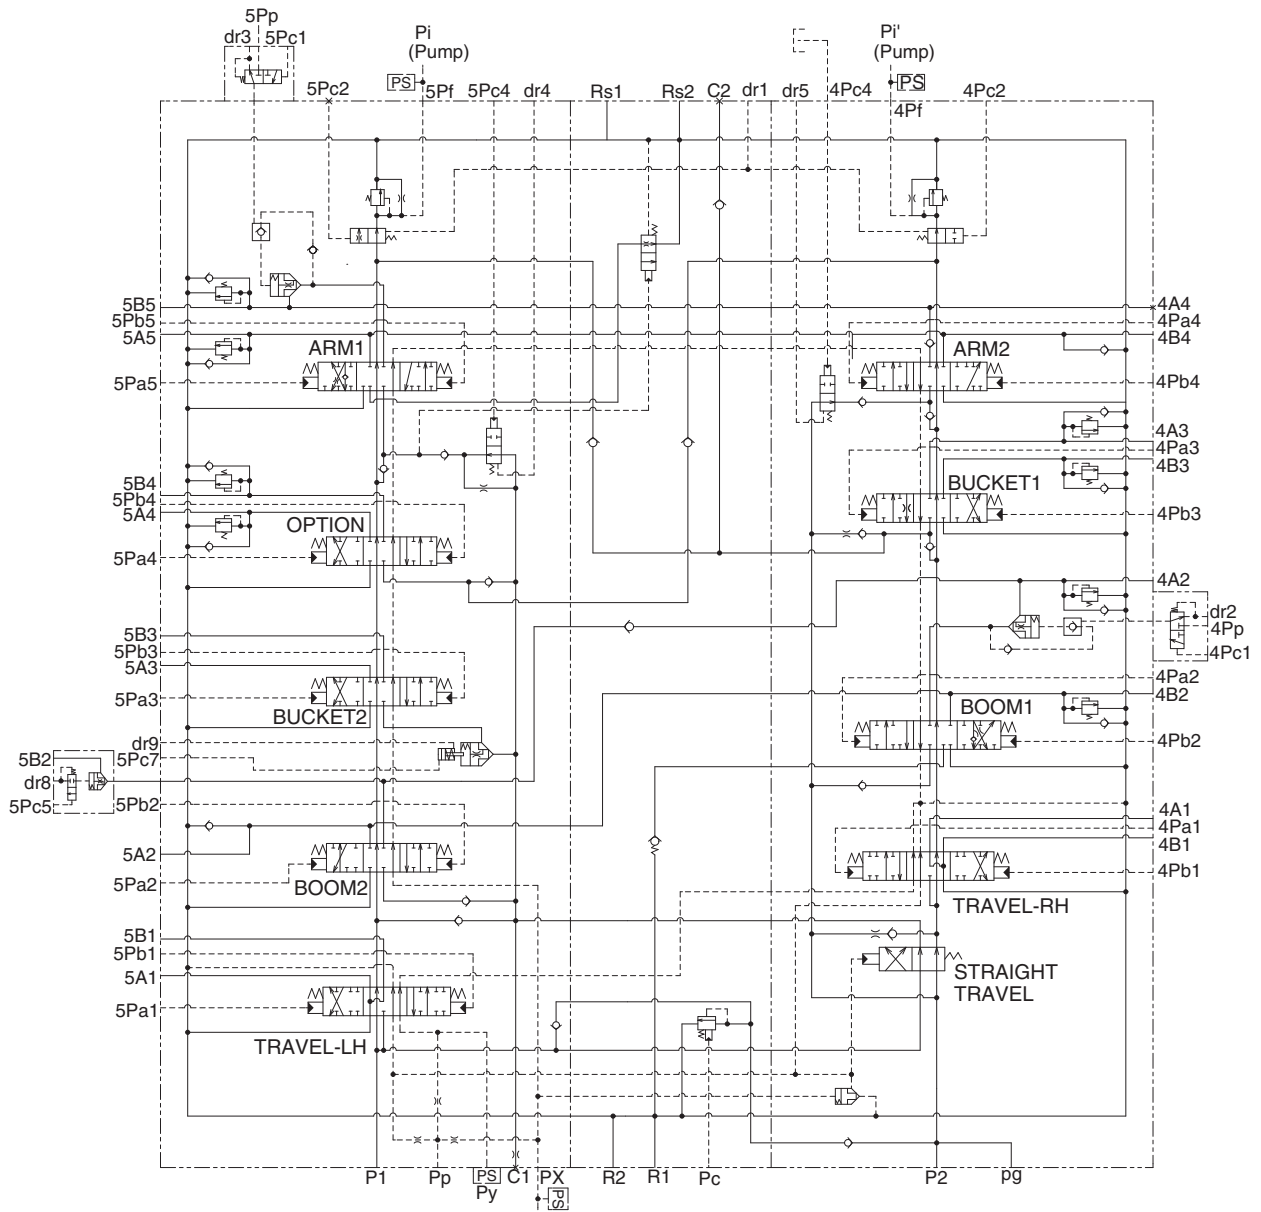 5Pp
dr3 5Pc1
Pi
(Pump)
Pi'
(Pump)
PS
PS
5Pc2
5Pf
5Pc4
dr4
Rs1
Rs2
C2
dr1
dr5
4Pc4
4Pf
4Pc2
5B5
5Pb5
5A5
ARM1
5Pa5
4A4
4Pa4
4B4
ARM2
4Pb4
4A3
4Pa3
4B3
BUCKET1
4Pb3
5B4
5Pb4
5A4
OPTION
5Pa4
4A2
dr2
4Pp
4Pc1
5B3
5Pb3
5A3
5Pa3
BUCKET2
4Pa2
4B2
BOOM1
4Pb2
dr9
5Pc7
5B2
dr8
5Pc5
5Pb2
5A2
5Pa2
BOOM2
4A1
4Pa1
4B1
4Pb1
TRAVEL-RH
5B1
5Pb1
5A1
5Pa1
TRAVEL-LH
STRAIGHT
TRAVEL
P1
Pp
PS
Py
C1
PX
PS
R2
R1
Pc
P2
pg